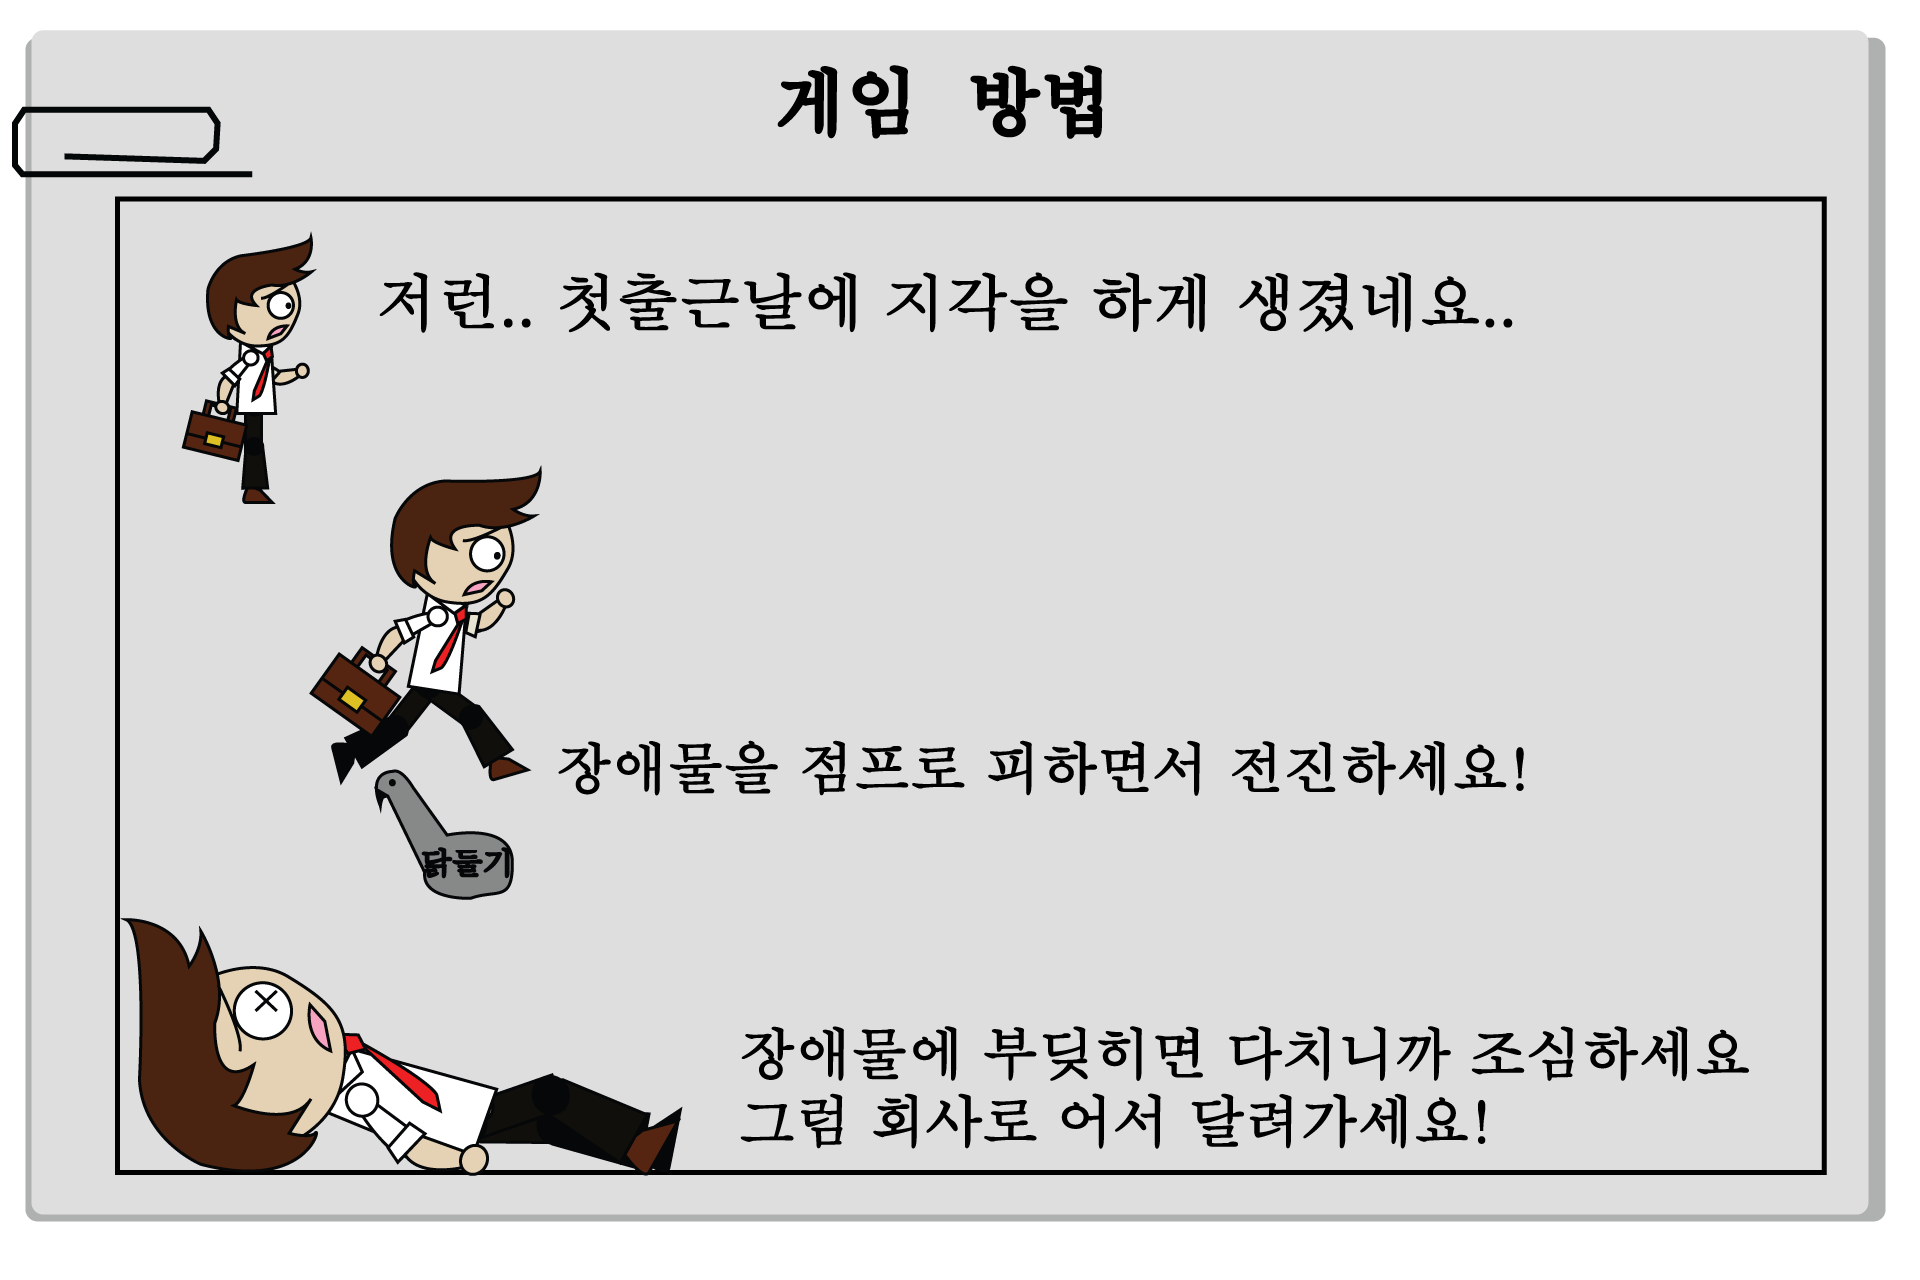 게임 방법
저런.. 첫출근날에 지각을 하게 생겼네요..
장애물을 점프로 피하면서 전진하세요!
닭둘기
장애물에 부딪히면 다치니까 조심하세요
그럼 회사로 어서 달려가세요!